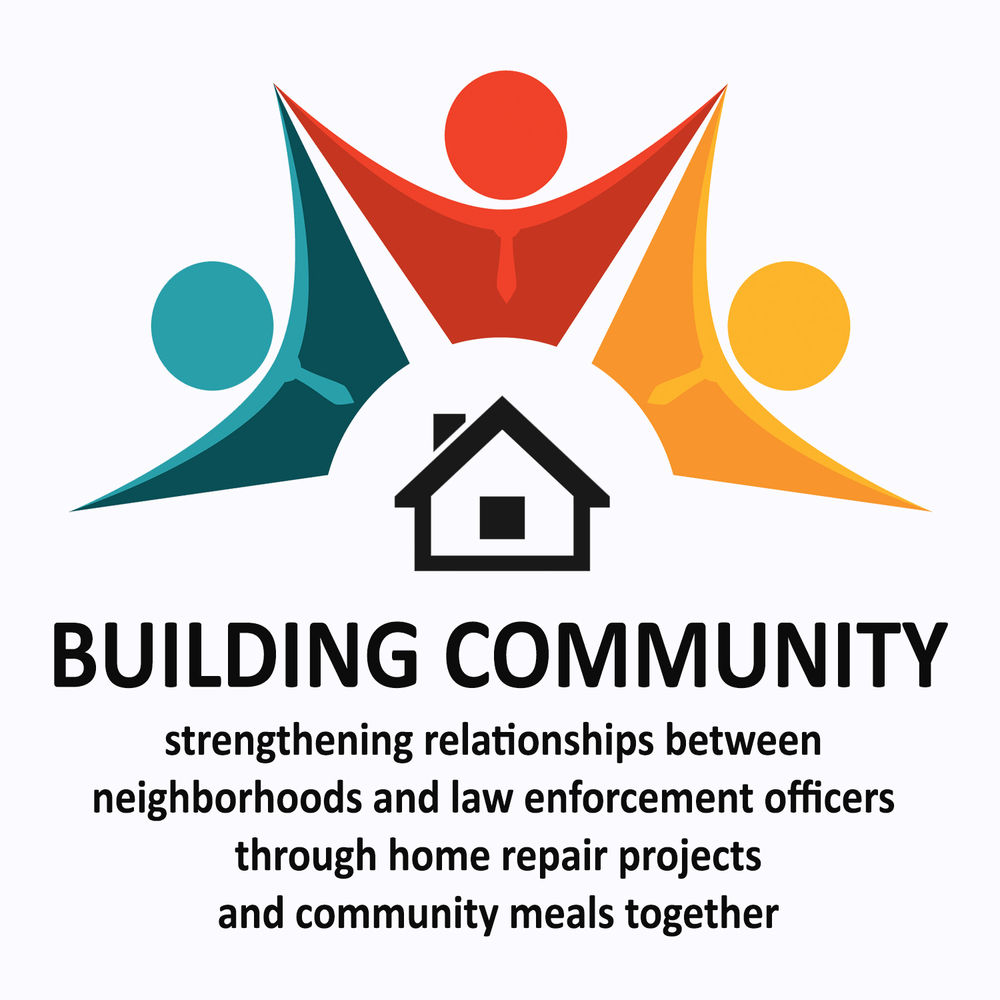 BUILDING COMMUNITY
strengthening relationships between
neighborhoods and law enforcement officers
through home repair projects
and community meals together